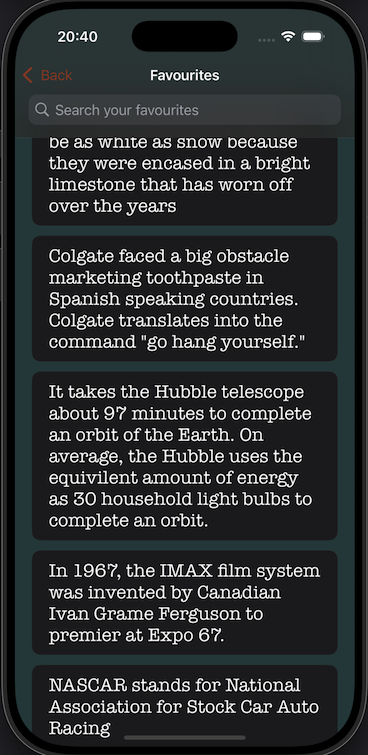 20:40
Back
Favourites
Search your favourites
be as white as snow because
they were encased in a bright
limestone that has worn off
over the years
Colgate faced a big obstacle
marketing toothpaste in
Spanish speaking countries.
Colgate translates into the
command "go hang yourself."
It takes the Hubble telescope
about 97 minutes to complete
an orbit of the Earth. On
average, the Hubble uses the
equivilent amount of energy
as 30 household light bulbs to
complete an orbit.
In 1967, the IMAX film system
was invented by Canadian
Ivan Grame Ferguson to
premier at Expo 67.
NASCAR stands for National
Association for Stock Car Auto
Racing